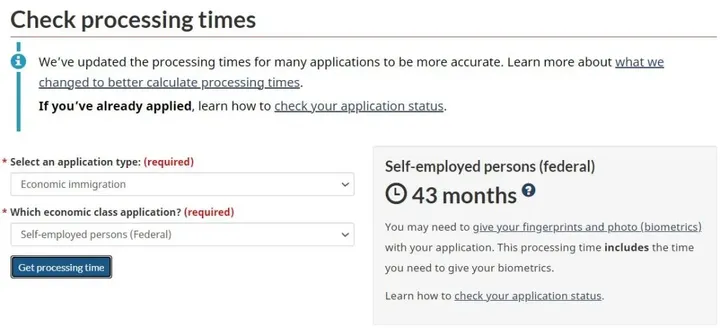 Check processing times
We've updated the processing times for many applications to be more accurate. Learn more about what we
changed to better calculate processing times.
If you've already applied, learn how to check your application status.
* Select an application type: (required)
Economic immigration
* Which economic class application? (required)
Self-employed persons (Federal)
Get processing time
Self-employed persons (federal)
43 months ?
You may need to give your fingerprints and photo (biometrics)
with your application. This processing time includes the time
you need to give your biometrics.
Learn how to check your application status.